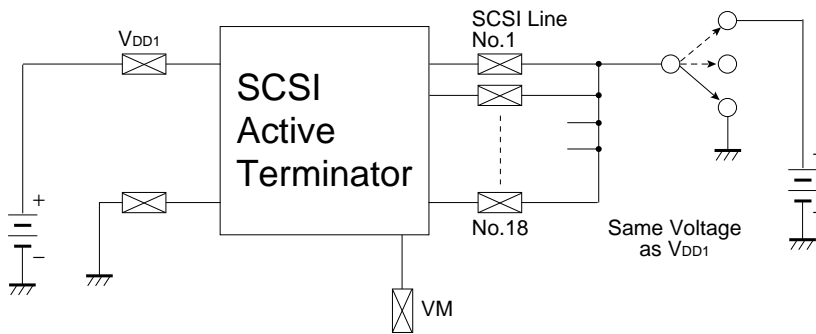 VDD1
SCSI Line
No.1
SCSI
Active
Terminator
+
−
+
−
No.18
Same Voltage
as VDD1
VM